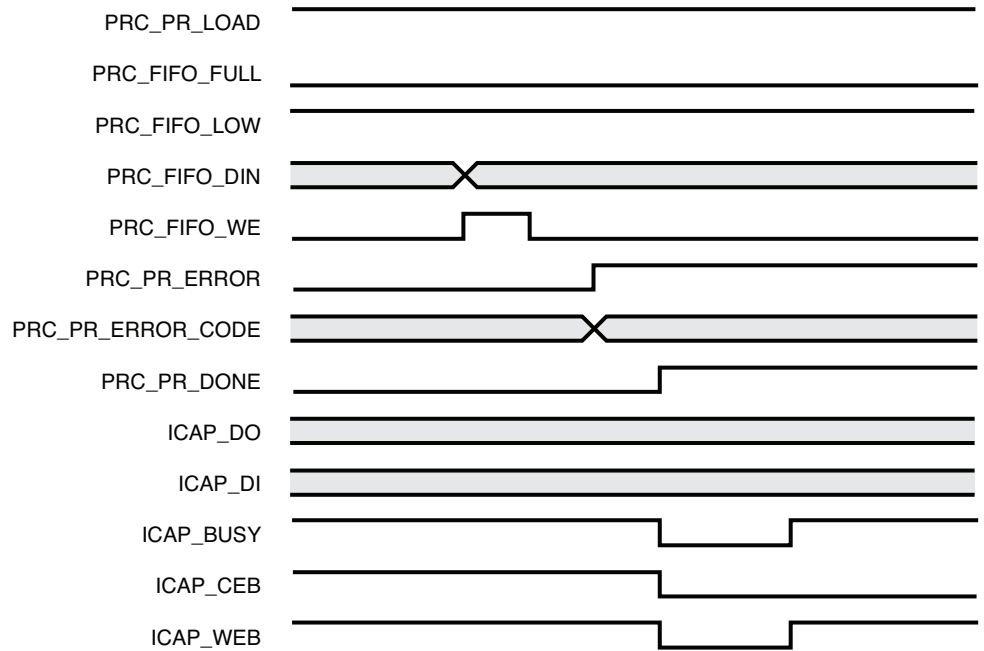 PRC_PR_LOAD
PRC_FIFO_FULL
PRC_FIFO_LOW
PRC_FIFO_DIN
PRC_FIFO_WE
PRC_PR_ERROR
PRC_PR_ERROR_CODE
PRC_PR_DONE
ICAP_DO
ICAP_DI
ICAP_BUSY
ICAP_CEB
ICAP_WEB